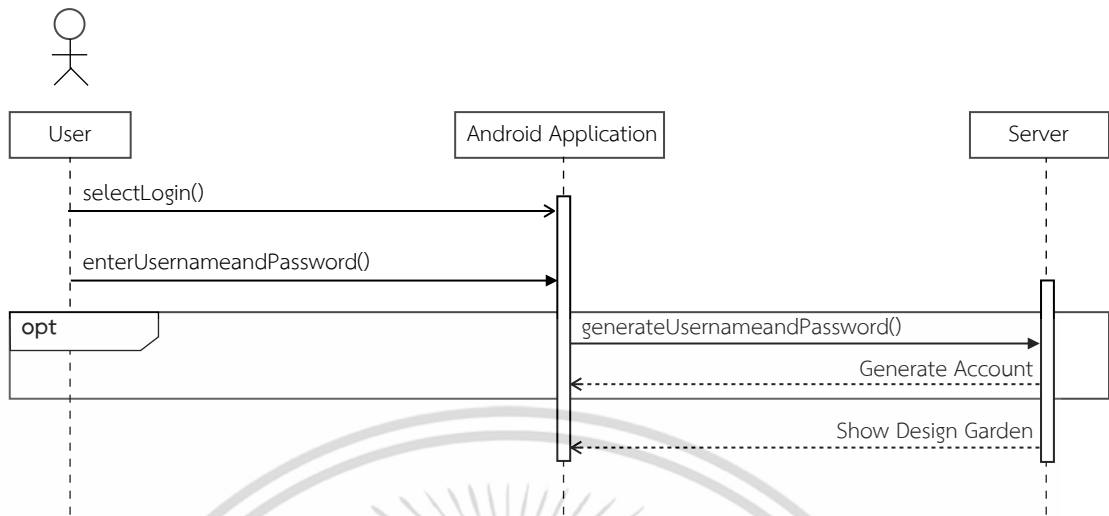 User
Android Application
Server
selectLogin()
enterUsernameandPassword()
opt
generateUsernameandPassword()
Generate Account
Show Design Garden